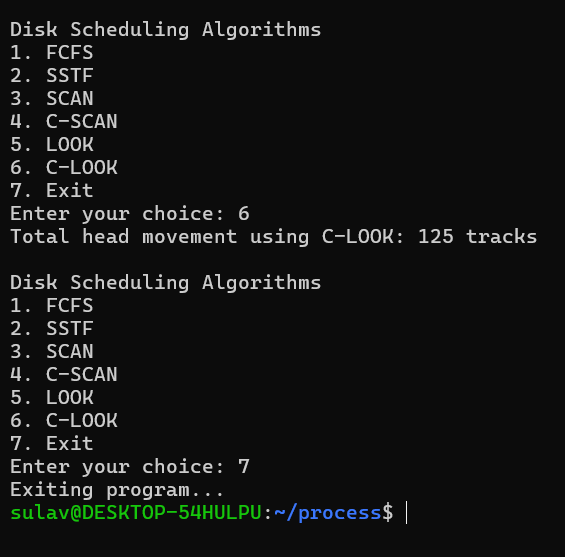 Disk Scheduling Algorithms
1. FCFS
2. SSTF
3. SCAN
4. C-SCAN
5. LOOK
6. C-LOOK
7. Exit
Enter your choice: 6
Total head movement using C-LOOK: 125 tracks
Disk Scheduling Algorithms
1. FCFS
2. SSTF
3. SCAN
4. C-SCAN
5. LOOK
6. C-LOOK
7. Exit
Enter your choice: 7
Exiting program...
sulav@DESKTOP-54HULPU:~/process$